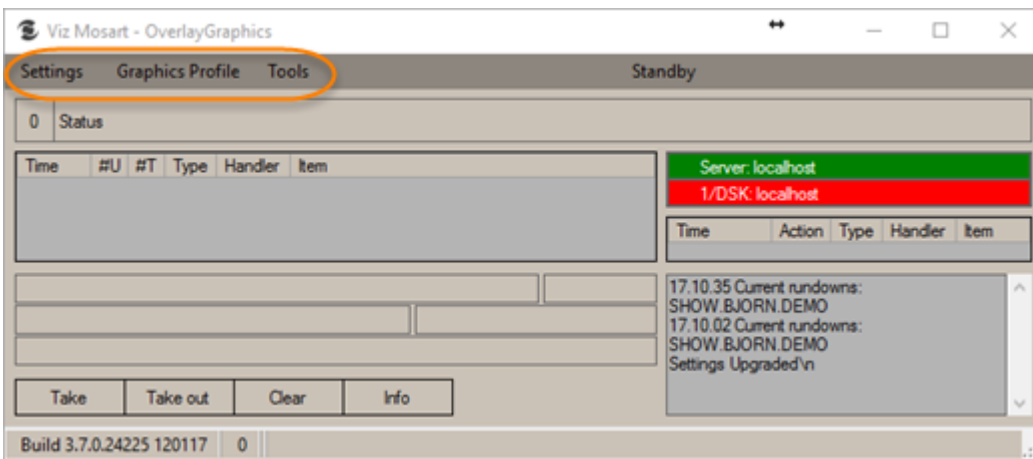 Viz Mosart - OverlayGraphics
Settings Graphics Profile Tools Standby
0 Status
Time #U #T Type Handler Item
Server: localhost
1/DSK: localhost
Time Action Type Handler Item
17.10.35 Current rundowns:
SHOW.BJORN.DEMO
17.10.02 Current rundowns:
SHOW.BJORN.DEMO
Settings Upgraded\n
Take Take out Clear Info
Build 3.7.0.24225 120117 0